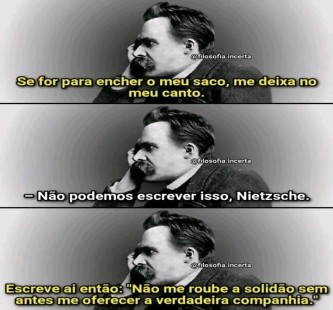 @filosofia.incerta
Se for para encher o meu saco, me deixa no
meu canto.
@filosofia.incerta
– Não podemos escrever isso, Nietzsche.
@filosofia.incerta
Escreve ai então: "Não me roube a solidão sem
antes me oferecer a verdadeira companhia."